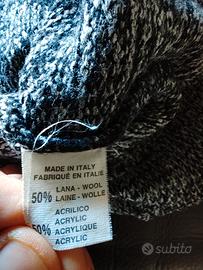 MADE IN ITALY
FABRIQUÉ EN ITALIE
50% LANA - WOOL
LAINE - WOLLE
ACRILICO
ACRYLIC
50% ACRYLIQUE
ACRYLIC
subito